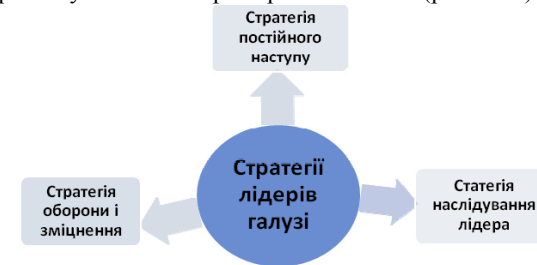 Стратегія
постійного
наступу
Стратегії
лідерів
галузі
Стратегія
оборони і
зміцнення
Статегія
наслідування
лідера